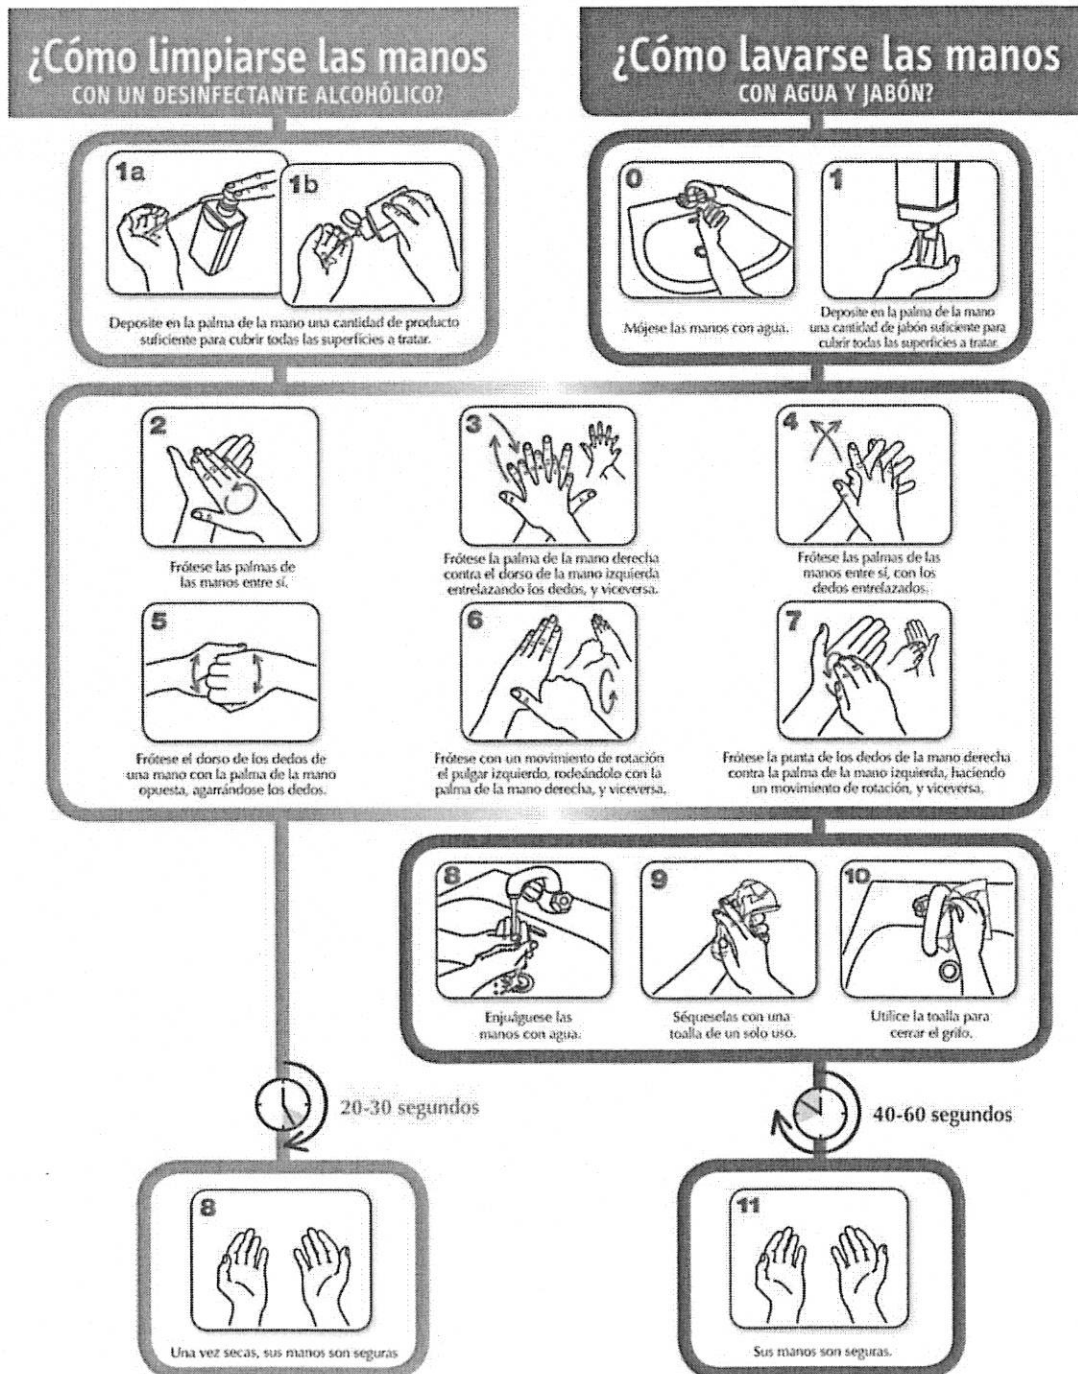 ¿Cómo limpiarse las manos
CON UN DESINFECTANTE ALCOHÓLICO?
¿Cómo lavarse las manos
CON AGUA Y JABÓN?
1a
1b
Deposite en la palma de la mano una cantidad de producto
suficiente para cubrir todas las superficies a tratar.
0
Mójese las manos con agua.
1
Deposite en la palma de la mano
una cantidad de jabón suficiente para
cubrir todas las superficies a tratar.
2
Frótese las palmas de
las manos entre sí.
3
Frótese la palma de la mano derecha
contra el dorso de la mano izquierda
entrelazando los dedos, y viceversa.
4
Frótese las palmas de las
manos entre sí, con los
dedos entrelazados.
5
Frótese el dorso de los dedos de
una mano con la palma de la mano
opuesta, agarrándose los dedos.
6
Frótese con un movimiento de rotación
el pulgar izquierdo, rodeándolo con la
palma de la mano derecha, y viceversa.
7
Frótese la punta de los dedos de la mano derecha
contra la palma de la mano izquierda, haciendo
un movimiento de rotación, y viceversa.
8
Enjuáguese las
manos con agua.
9
Séqueselas con una
toalla de un solo uso.
10
Utilice la toalla para
cerrar el grifo.
20-30 segundos
40-60 segundos
8
Una vez secas, sus manos son seguras
11
Sus manos son seguras.